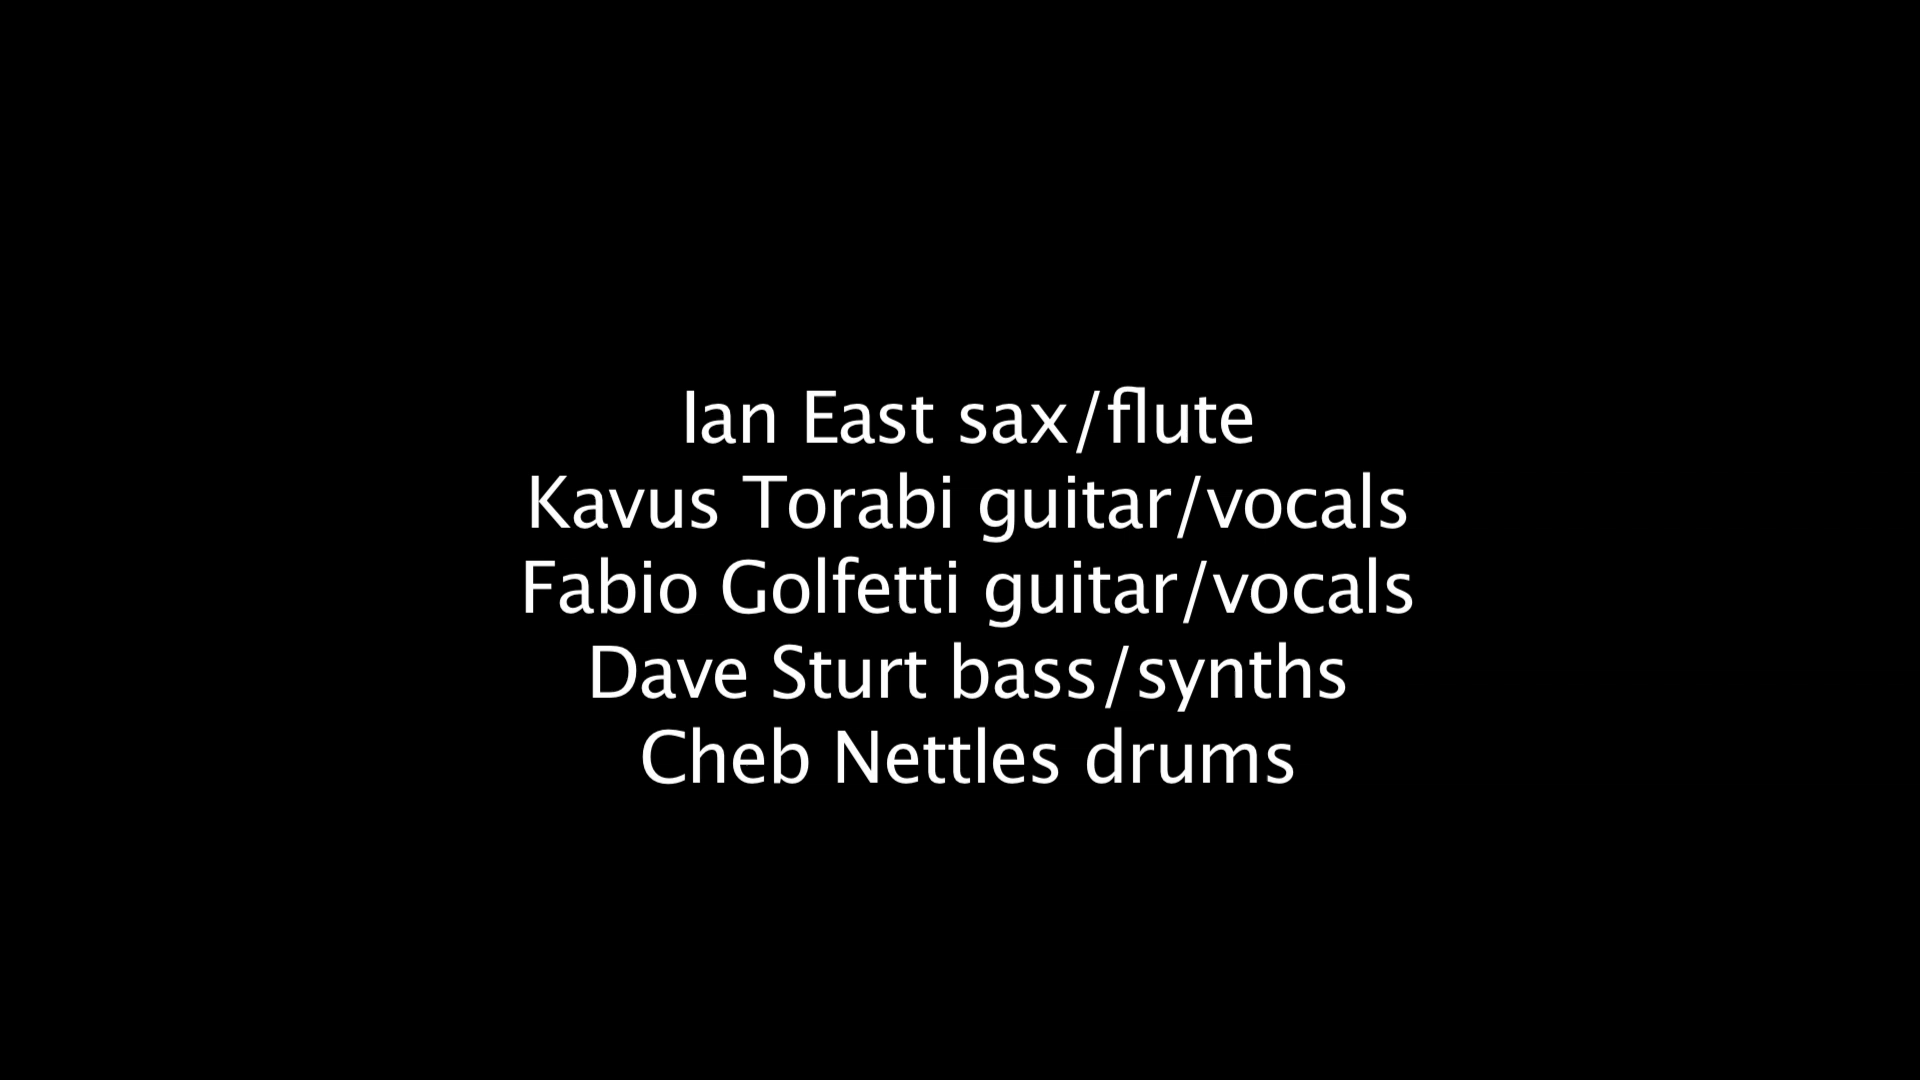 Ian East sax/flute
Kavus Torabi guitar/vocals
Fabio Golfetti guitar/vocals
Dave Sturt bass/synths
Cheb Nettles drums